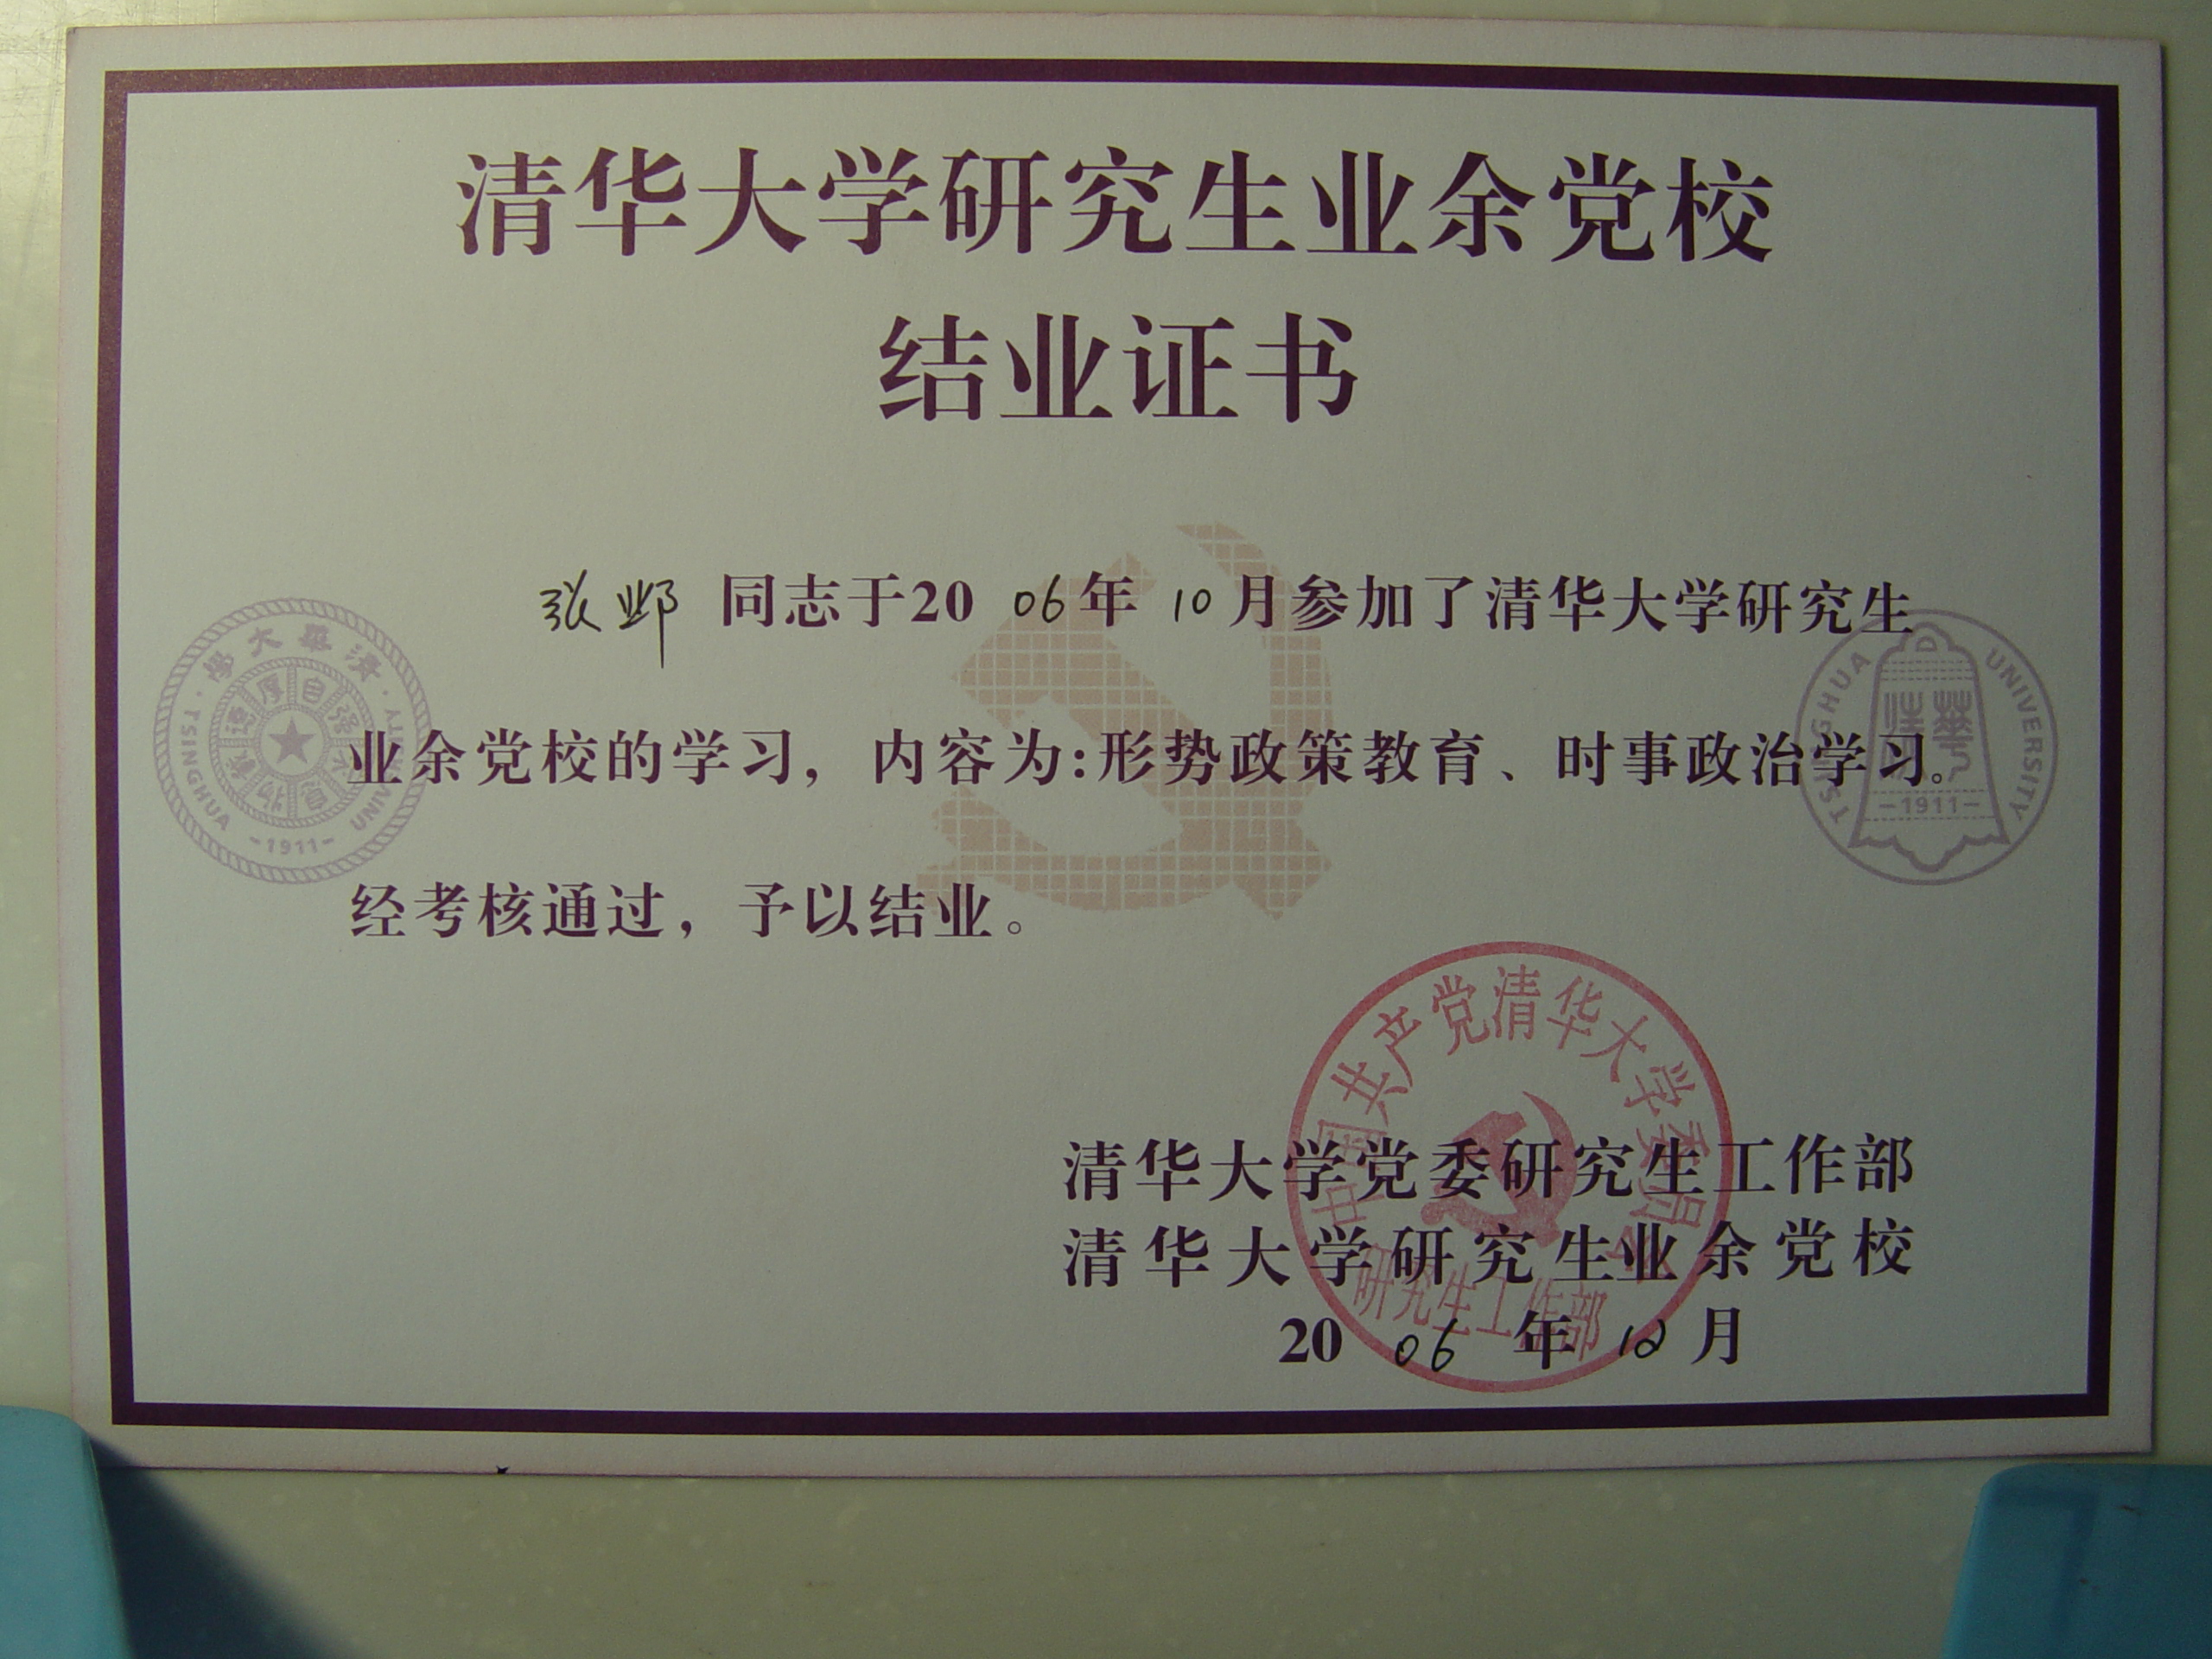 清华大学研究生业余党校
结业证书
张邺 同志于20 06年 10月参加了清华大学研究生
业余党校的学习，内容为:形势政策教育、时事政治学习。
经考核通过，予以结业。
清華大學
TSINGHUA UNIVERSITY
自强不息厚德载物
-1911-
TSINGHUA UNIVERSITY
清華
-1911-
中国共产党清华大学委员会
研究生工作部
清华大学党委研究生工作部
清华大学研究生业余党校
20 06 年 12月